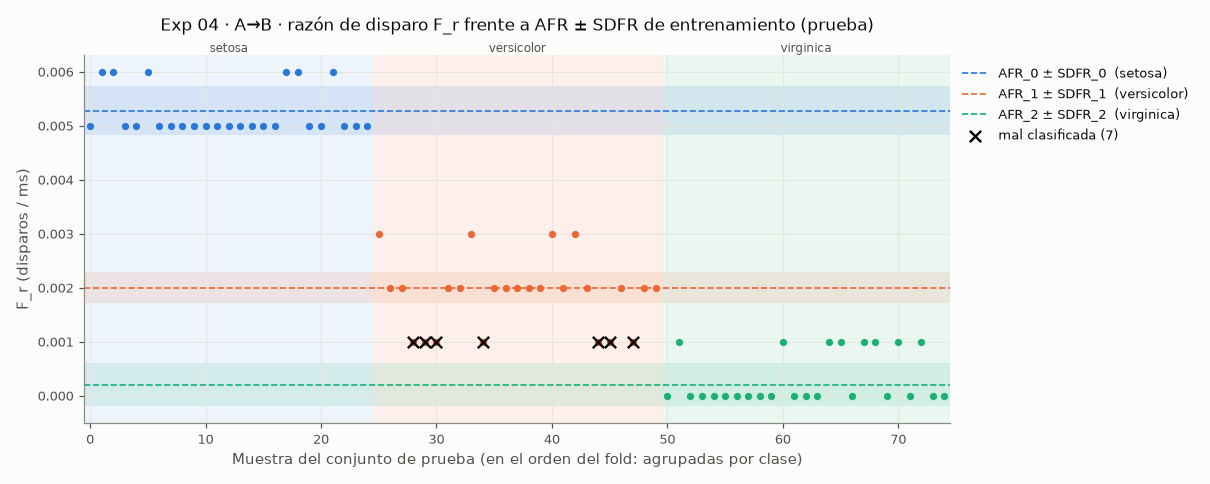 Exp 04 · A→B · razón de disparo F_r frente a AFR ± SDFR de entrenamiento (prueba)
setosa
versicolor
virginica
0.006
0.005
0.004
0.003
0.002
0.001
0.000
F_r (disparos / ms)
0
10
20
30
40
50
60
70
Muestra del conjunto de prueba (en el orden del fold: agrupadas por clase)
AFR_0 ± SDFR_0 (setosa)
AFR_1 ± SDFR_1 (versicolor)
AFR_2 ± SDFR_2 (virginica)
mal clasificada (7)